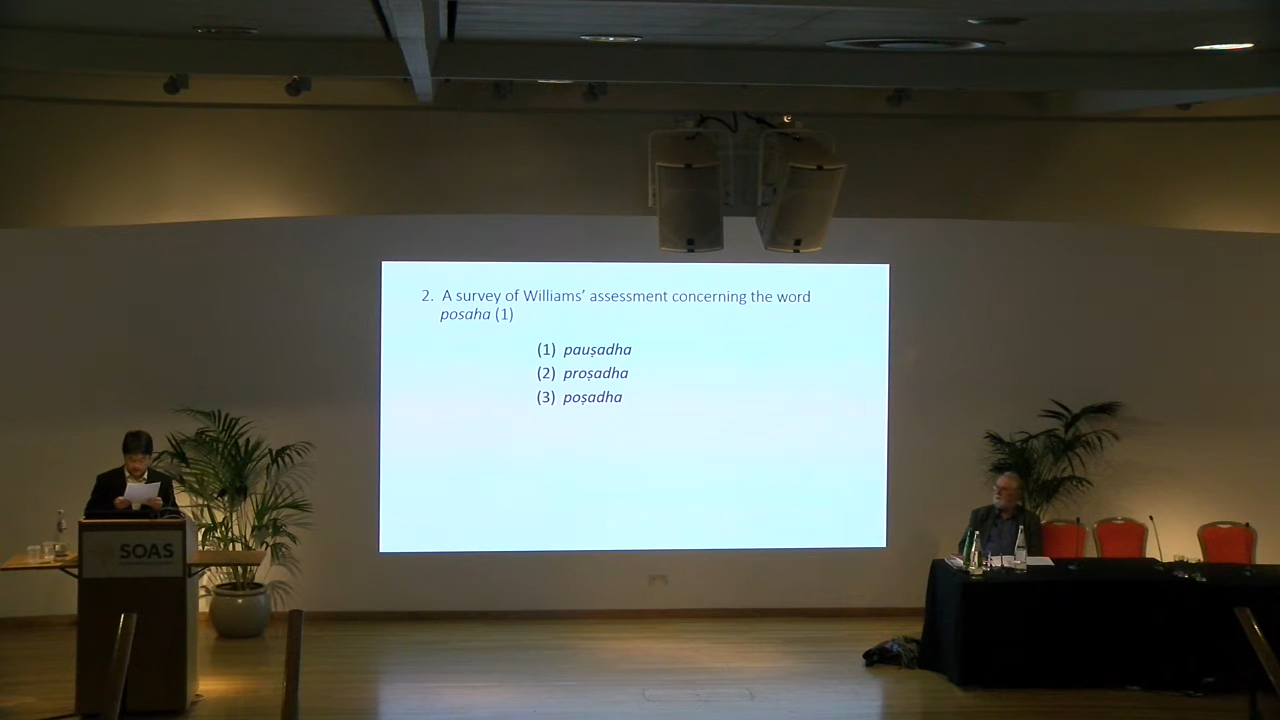 2. A survey of Williams’ assessment concerning the word
posaha (1)
(1) pauṣadha
(2) proṣadha
(3) poṣadha
SOAS